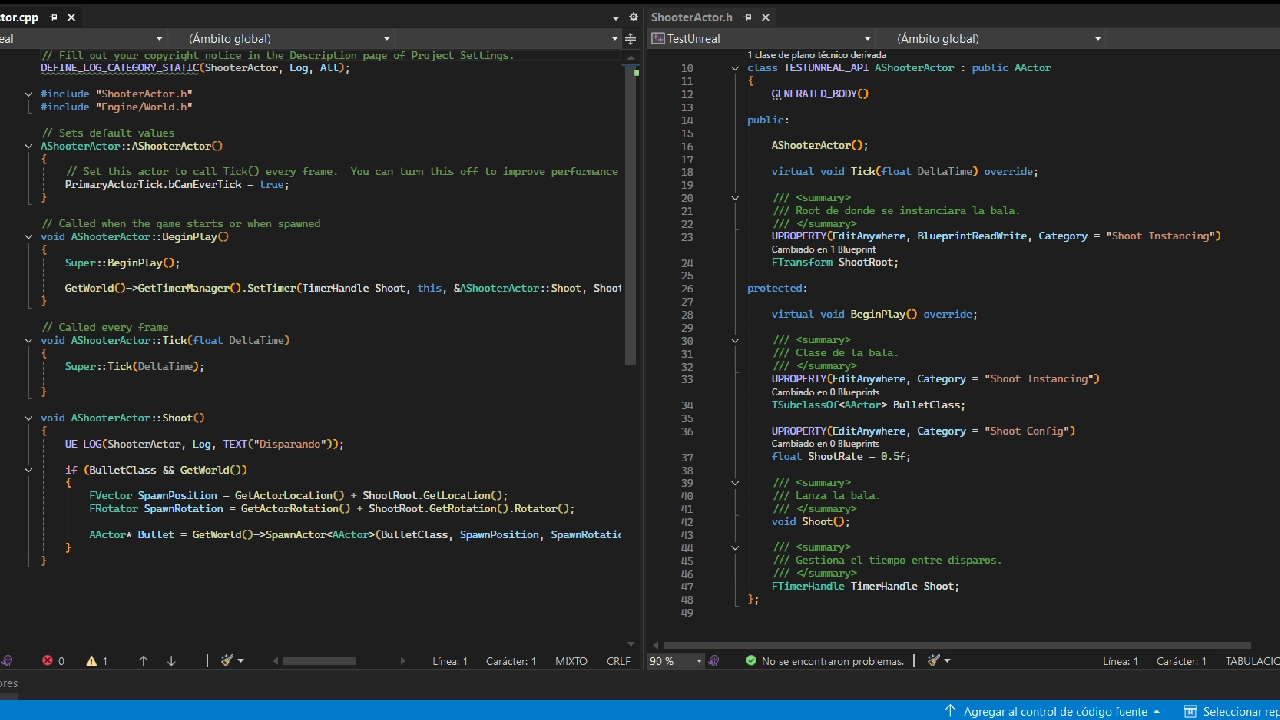 tor.cpp
eal
(Ámbito global)
// Fill out your copyright notice in the Description page of Project Settings.
DEFINE_LOG_CATEGORY_STATIC(ShooterActor, Log, All);
#include "ShooterActor.h"
#include "Engine/World.h"
// Sets default values
AShooterActor::AShooterActor()
{
// Set this actor to call Tick() every frame.  You can turn this off to improve performance
PrimaryActorTick.bCanEverTick = true;
}
// Called when the game starts or when spawned
void AShooterActor::BeginPlay()
{
Super::BeginPlay();
GetWorld()->GetTimerManager().SetTimer(TimerHandle_Shoot, this, &AShooterActor::Shoot, Shoot
}
// Called every frame
void AShooterActor::Tick(float DeltaTime)
{
Super::Tick(DeltaTime);
}
void AShooterActor::Shoot()
{
UE_LOG(ShooterActor, Log, TEXT("Disparando"));
if (BulletClass && GetWorld())
{
FVector SpawnPosition = GetActorLocation() + ShootRoot.GetLocation();
FRotator SpawnRotation = GetActorRotation() + ShootRoot.GetRotation().Rotator();
AActor* Bullet = GetWorld()->SpawnActor<AActor>(BulletClass, SpawnPosition, SpawnRotatio
}
}
0 1 Línea: 1 Carácter: 1 MIXTO CRLF
ores
ShooterActor.h
TestUnreal (Ámbito global)
1 clase de plano técnico derivada
10 class TESTUNREAL_API AShooterActor : public AActor
11 {
12 GENERATED_BODY()
13
14 public:
15
16 AShooterActor();
17
18 virtual void Tick(float DeltaTime) override;
19
20 /// <summary>
21 /// Root de donde se instanciara la bala.
22 /// </summary>
23 UPROPERTY(EditAnywhere, BlueprintReadWrite, Category = "Shoot Instancing")
Cambiado en 1 Blueprint
24 FTransform ShootRoot;
25
26 protected:
27
28 virtual void BeginPlay() override;
29
30 /// <summary>
31 /// Clase de la bala.
32 /// </summary>
33 UPROPERTY(EditAnywhere, Category = "Shoot Instancing")
Cambiado en 0 Blueprints
34 TSubclassOf<AActor> BulletClass;
35
36 UPROPERTY(EditAnywhere, Category = "Shoot Config")
Cambiado en 0 Blueprints
37 float ShootRate = 0.5f;
38
39 /// <summary>
40 /// Lanza la bala.
41 /// </summary>
42 void Shoot();
43
44 /// <summary>
45 /// Gestiona el tiempo entre disparos.
46 /// </summary>
47 FTimerHandle TimerHandle_Shoot;
48 };
49
90 % No se encontraron problemas. Línea: 1 Carácter: 1 TABULACIO
Agregar al control de código fuente Seleccionar rep